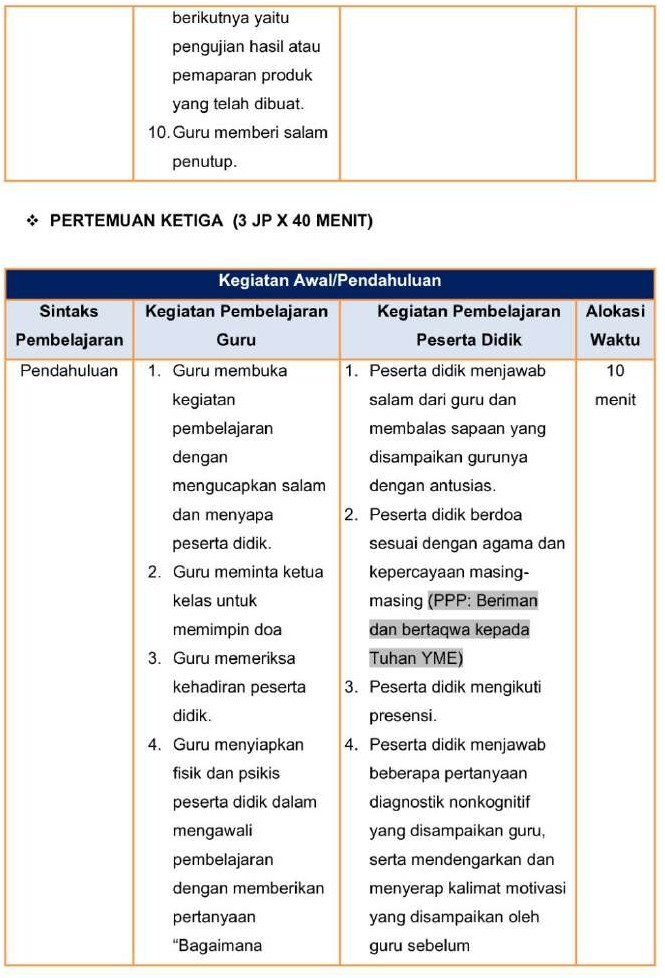 berikutnya yaitu
pengujian hasil atau
pemaparan produk
yang telah dibuat.
10. Guru memberi salam
penutup.
❖ PERTEMUAN KETIGA (3 JP X 40 MENIT)
Kegiatan Awal/Pendahuluan
Sintaks
Pembelajaran
Kegiatan Pembelajaran
Guru
Kegiatan Pembelajaran
Peserta Didik
Alokasi
Waktu
Pendahuluan
1. Guru membuka
kegiatan
pembelajaran
dengan
mengucapkan salam
dan menyapa
peserta didik.
2. Guru meminta ketua
kelas untuk
memimpin doa
3. Guru memeriksa
kehadiran peserta
didik.
4. Guru menyiapkan
fisik dan psikis
peserta didik dalam
mengawali
pembelajaran
dengan memberikan
pertanyaan
“Bagaimana
1. Peserta didik menjawab
salam dari guru dan
membalas sapaan yang
disampaikan gurunya
dengan antusias.
2. Peserta didik berdoa
sesuai dengan agama dan
kepercayaan masing-
masing (PPP: Beriman
dan bertaqwa kepada
Tuhan YME)
3. Peserta didik mengikuti
presensi.
4. Peserta didik menjawab
beberapa pertanyaan
diagnostik nonkognitif
yang disampaikan guru,
serta mendengarkan dan
menyerap kalimat motivasi
yang disampaikan oleh
guru sebelum
10
menit